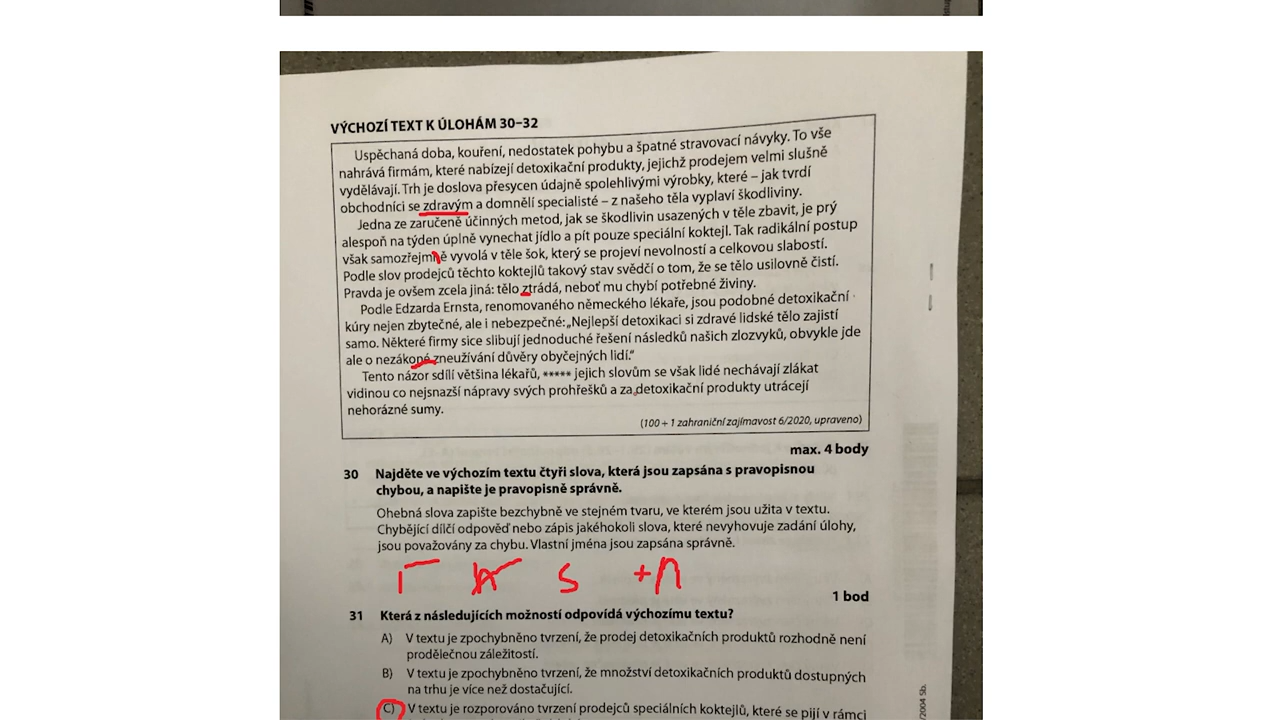 VÝCHOZÍ TEXT K ÚLOHÁM 30–32
Uspěchaná doba, kouření, nedostatek pohybu a špatné stravovací návyky. To vše
nahrává firmám, které nabízejí detoxikační produkty, jejichž prodejem velmi slušně
vydělávají. Trh je doslova přesycen údajně spolehlivými výrobky, které – jak tvrdí
obchodníci se zdravým a domnělí specialisté – z našeho těla vyplaví škodliviny.
Jedna ze zaručeně účinných metod, jak se škodlivin usazených v těle zbavit, je prý
alespoň na týden úplně vynechat jídlo a pít pouze speciální koktejl. Tak radikální postup
však samozřejmně vyvolá v těle šok, který se projeví nevolností a celkovou slabostí.
Podle slov prodejců těchto koktejlů takový stav svědčí o tom, že se tělo usilovně čistí.
Pravda je ovšem zcela jiná: tělo ztrádá, neboť mu chybí potřebné živiny.
Podle Edzarda Ernsta, renomovaného německého lékaře, jsou podobné detoxikační
kúry nejen zbytečné, ale i nebezpečné: „Nejlepší detoxikaci si zdravé lidské tělo zajistí
samo. Některé firmy sice slibují jednoduché řešení následků našich zlozvyků, obvykle jde
ale o nezákoné zneužívání důvěry obyčejných lidí.“
Tento názor sdílí většina lékařů, ***** jejich slovům se však lidé nechávají zlákat
vidinou co nejsnazší nápravy svých prohřešků a za detoxikační produkty utrácejí
nehorázné sumy.
(100 + 1 zahraniční zajímavost 6/2020, upraveno)
max. 4 body
30 Najděte ve výchozím textu čtyři slova, která jsou zapsána s pravopisnou
chybou, a napište je pravopisně správně.
Ohebná slova zapište bezchybně ve stejném tvaru, ve kterém jsou užita v textu.
Chybějící dílčí odpověď nebo zápis jakéhokoli slova, které nevyhovuje zadání úlohy,
jsou považovány za chybu. Vlastní jména jsou zapsána správně.
s +n
1 bod
31 Která z následujících možností odpovídá výchozímu textu?
A) V textu je zpochybněno tvrzení, že prodej detoxikačních produktů rozhodně není
prodělečnou záležitostí.
B) V textu je zpochybněno tvrzení, že množství detoxikačních produktů dostupných
na trhu je více než dostačující.
C) V textu je rozporováno tvrzení prodejců speciálních koktejlů, které se pijí v rámci
/2004 Sb.